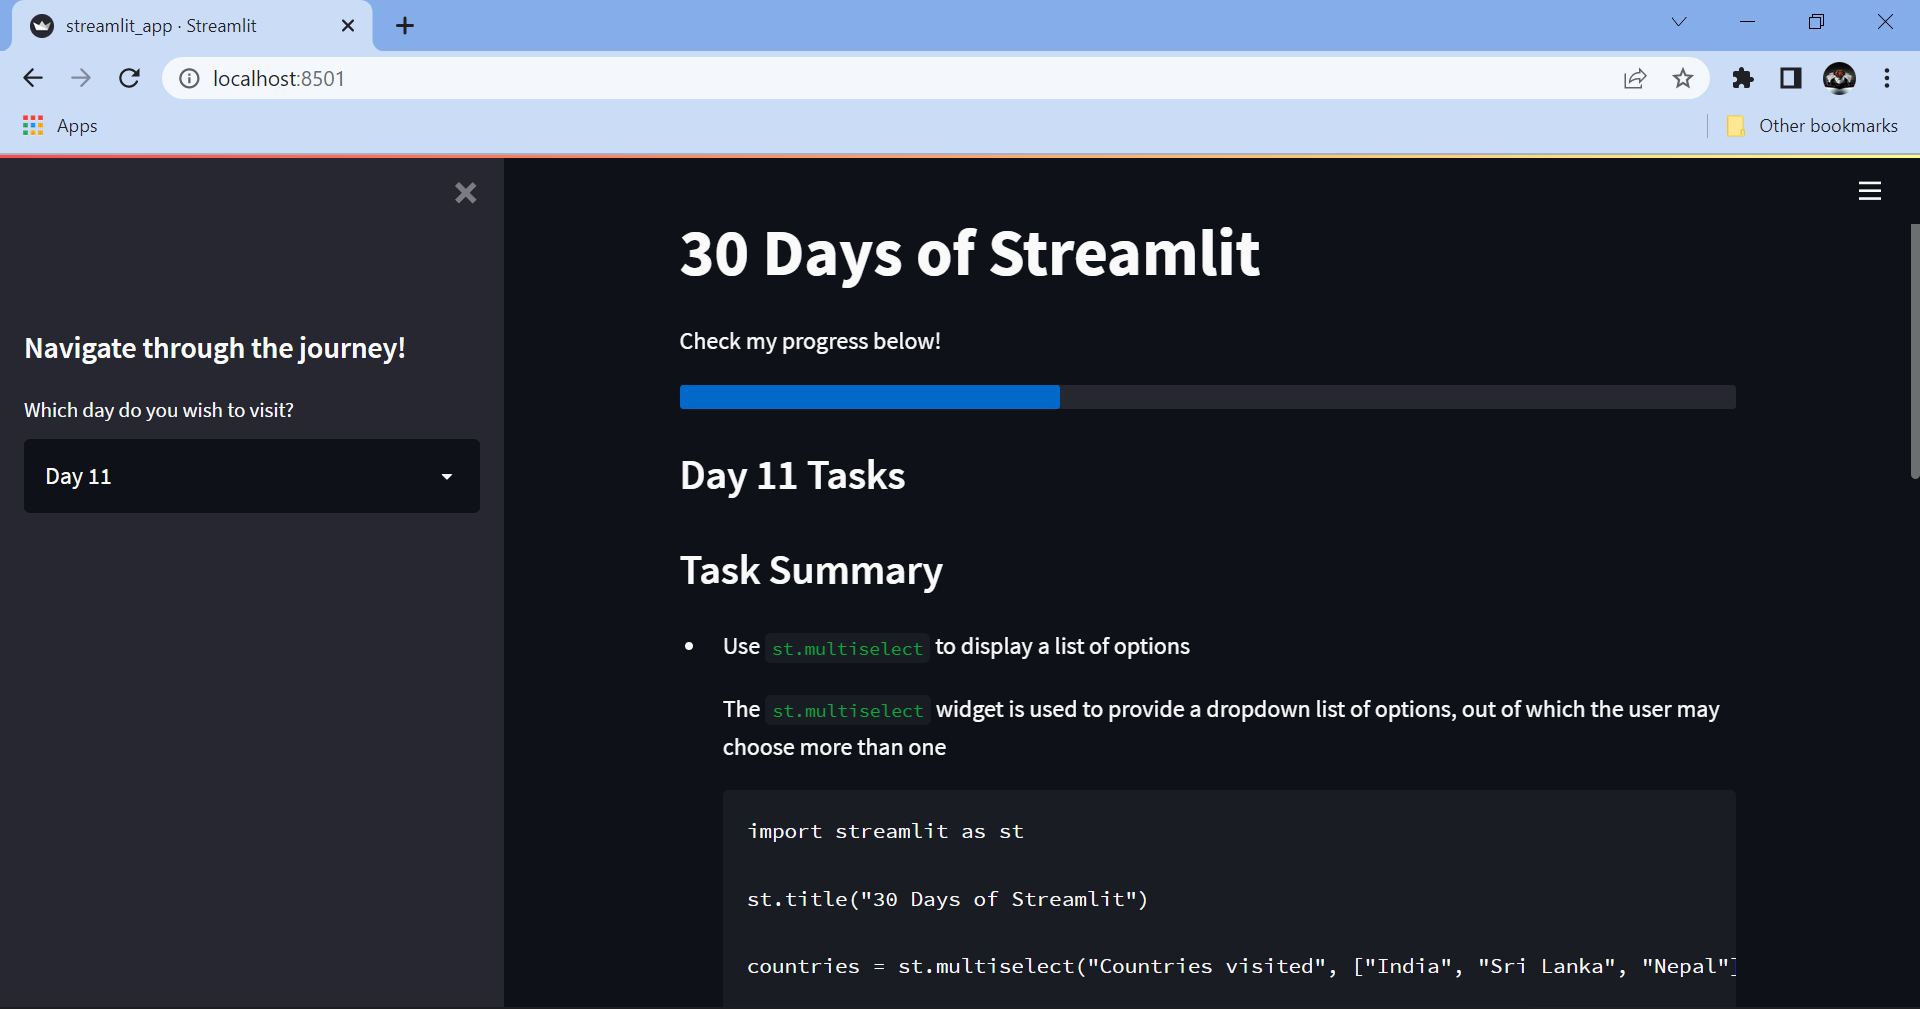 streamlit_app · Streamlit
localhost:8501
Apps
Other bookmarks
Navigate through the journey!
Which day do you wish to visit?
Day 11
30 Days of Streamlit
Check my progress below!
Day 11 Tasks
Task Summary
Use st.multiselect to display a list of options
The st.multiselect widget is used to provide a dropdown list of options, out of which the user may
choose more than one
import streamlit as st
st.title("30 Days of Streamlit")
countries = st.multiselect("Countries visited", ["India", "Sri Lanka", "Nepal"]